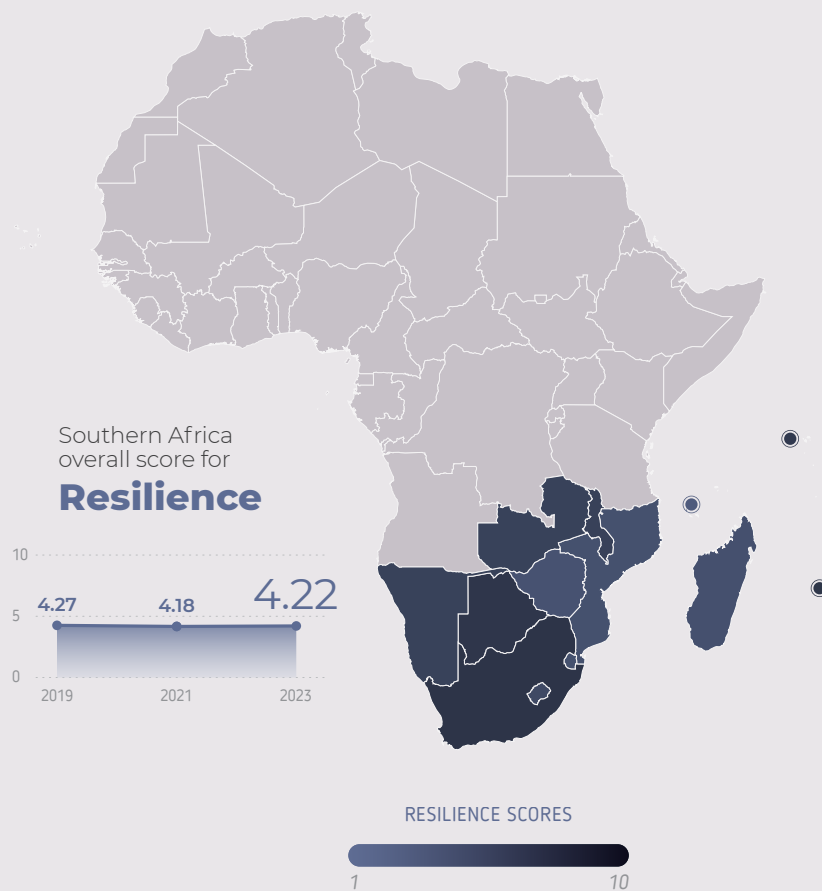 Southern Africa
overall score for
Resilience
10
5
0
4.27
4.18
4.22
2019
2021
2023
RESILIENCE SCORES
1
10